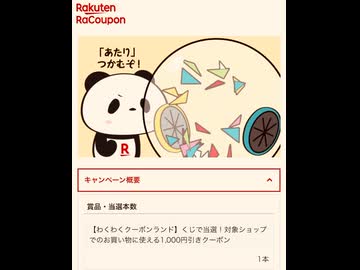 Rakuten
RaCoupon
「あたり」
つかむぞ！
R
キャンペーン概要
賞品・当選本数
【わくわくクーポンランド】くじで当選！対象ショップ
でのお買い物に使える1,000円引きクーポン
1本